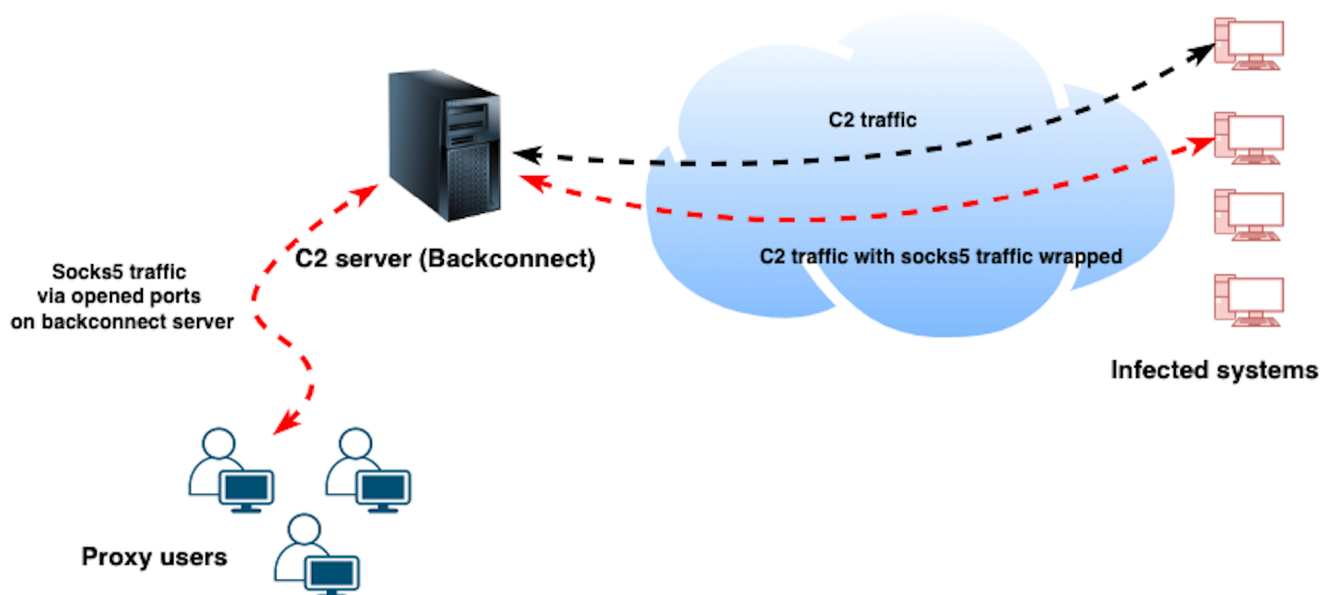 C2 traffic
C2 server (Backconnect)
C2 traffic with socks5 traffic wrapped
Socks5 traffic
via opened ports
on backconnect server
Infected systems
Proxy users